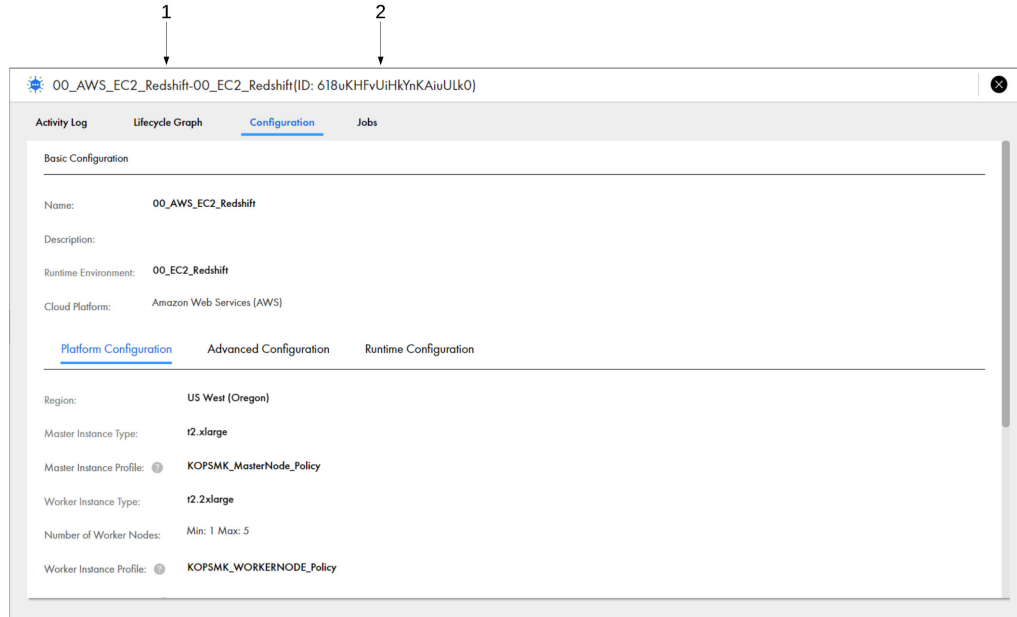 1 2
00_AWS_EC2_Redshift-00_EC2_Redshift(ID: 618uKHFvUiHkYnKAiuULk0)
Activity Log Lifecycle Graph Configuration Jobs
Basic Configuration
Name: 00_AWS_EC2_Redshift
Description:
Runtime Environment: 00_EC2_Redshift
Cloud Platform: Amazon Web Services (AWS)
Platform Configuration Advanced Configuration Runtime Configuration
Region: US West (Oregon)
Master Instance Type: t2.xlarge
Master Instance Profile: ? KOPSMK_MasterNode_Policy
Worker Instance Type: t2.2xlarge
Number of Worker Nodes: Min: 1 Max: 5
Worker Instance Profile: ? KOPSMK_WORKERNODE_Policy